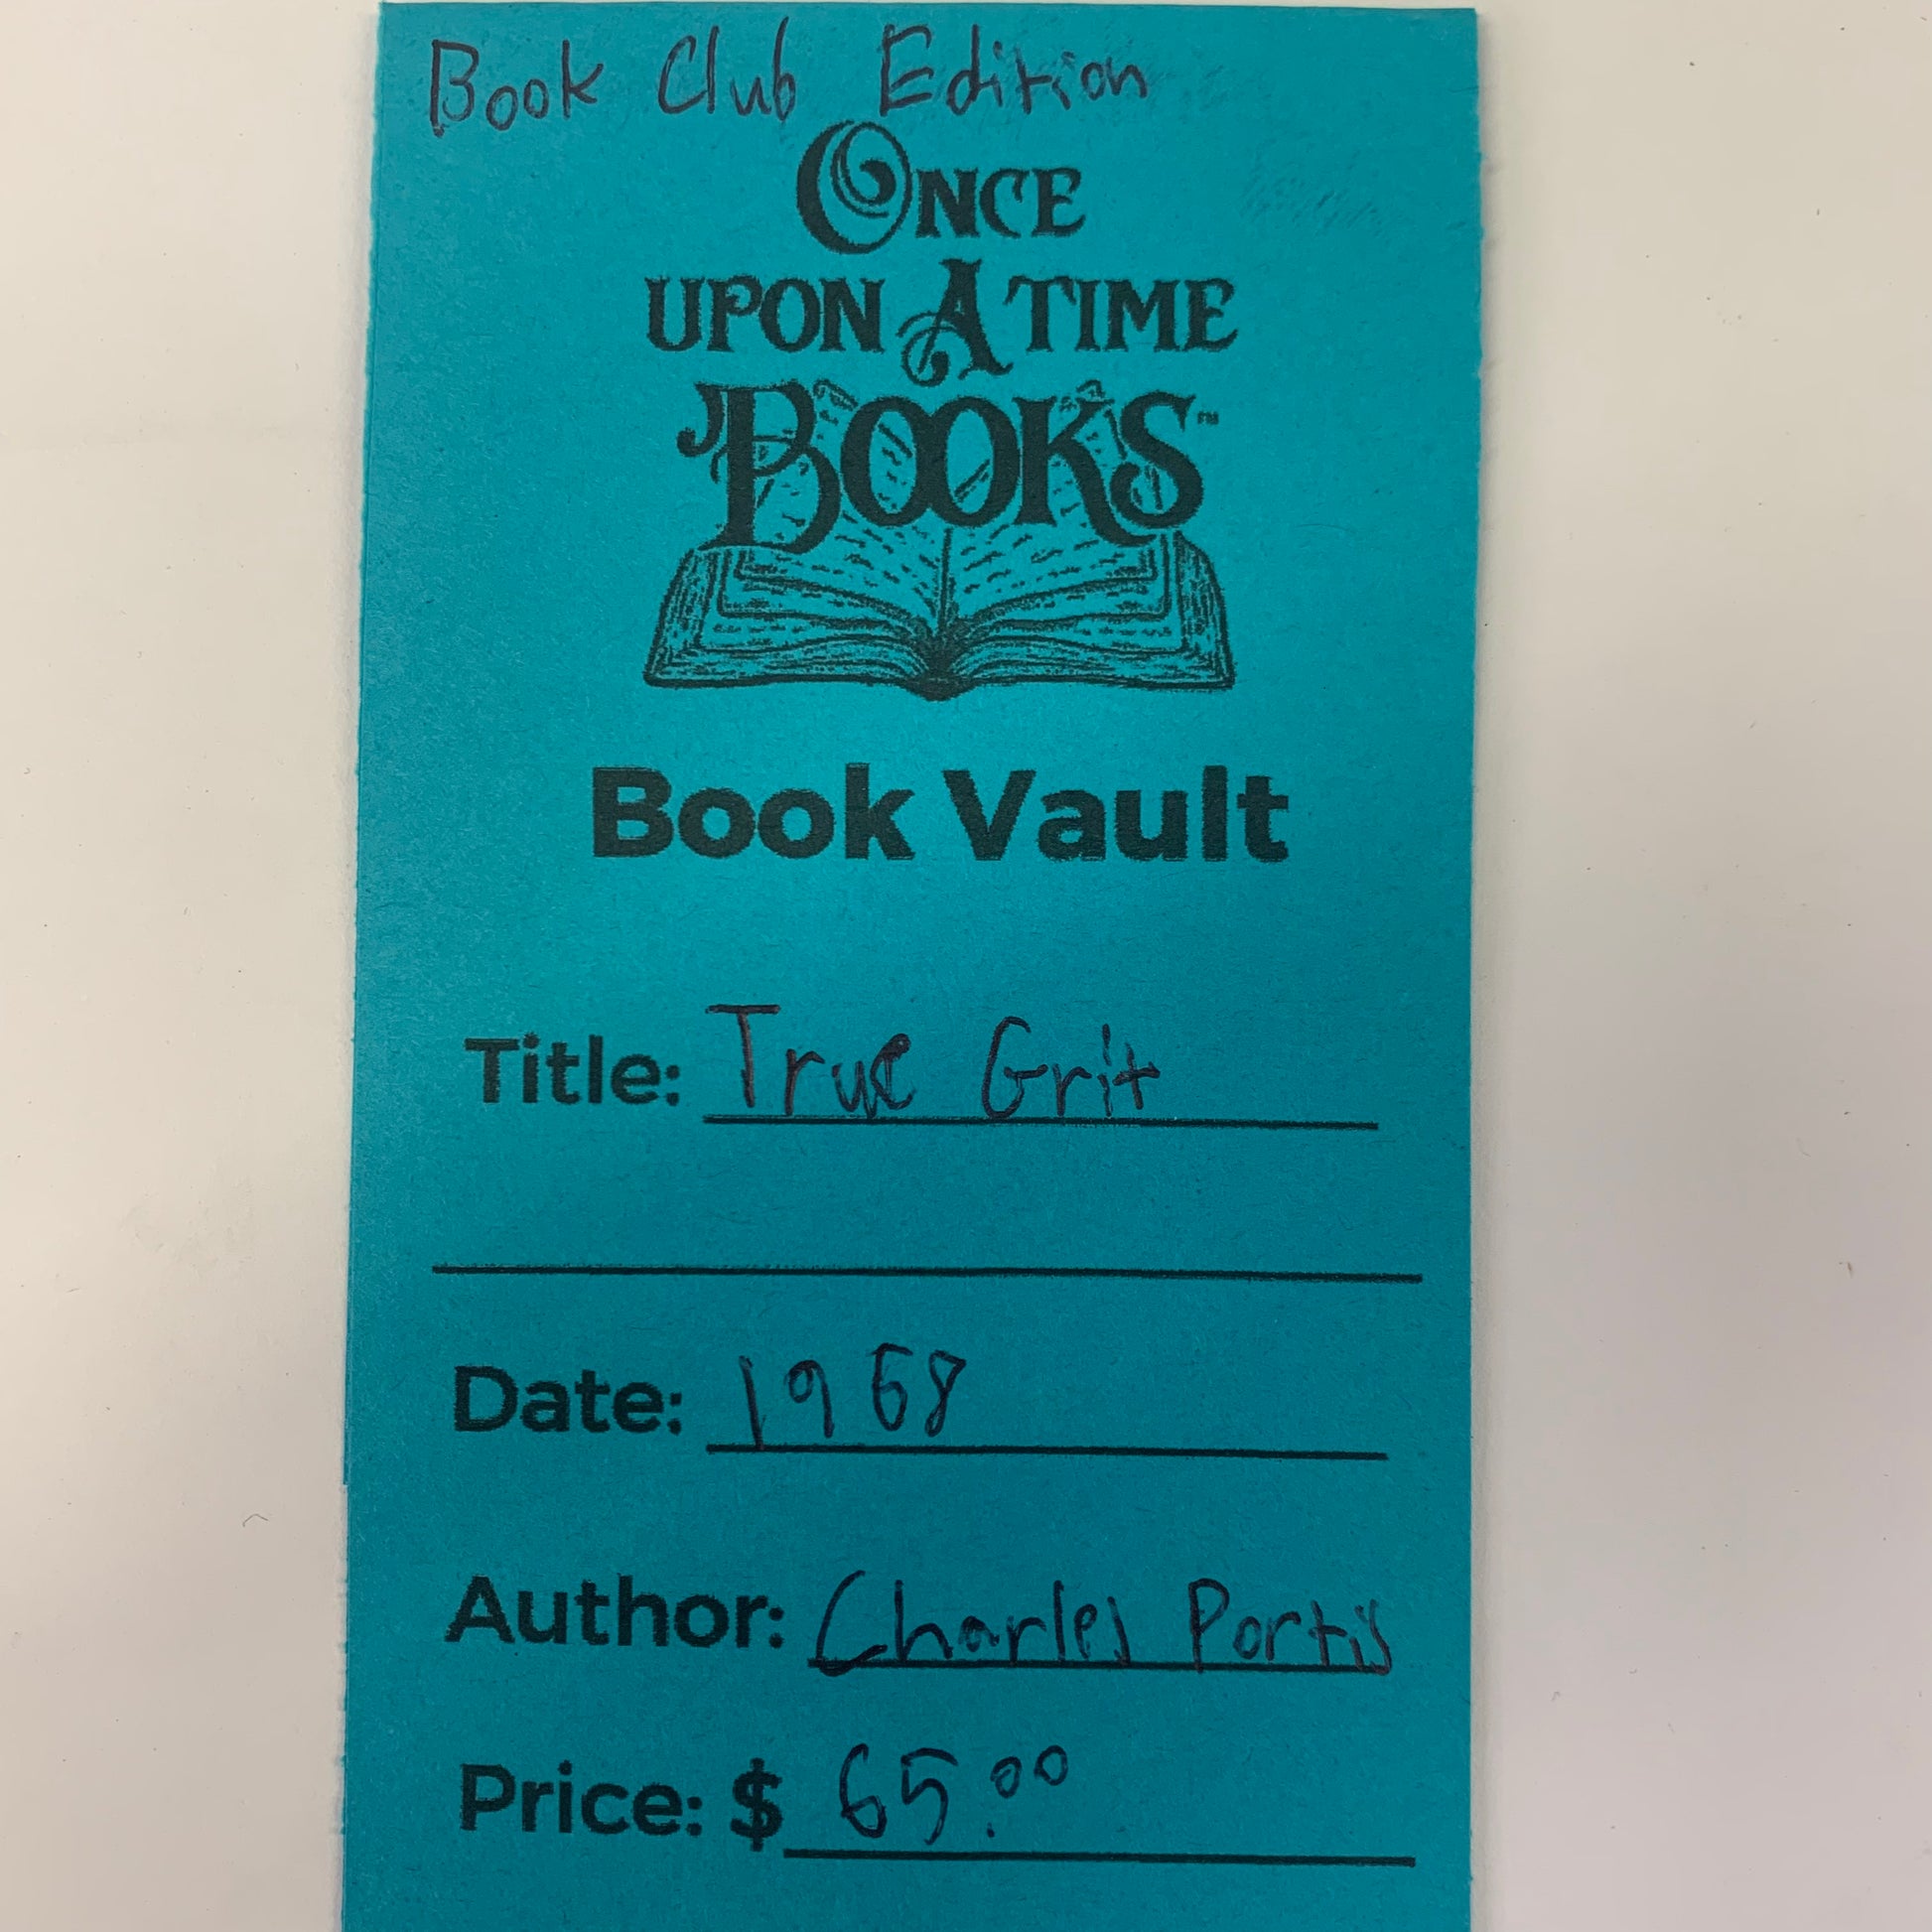 Book Club Edition
ONCE
UPON A TIME
BOOKS™
Book Vault
Title: True Grit
Date: 1968
Author: Charles Portis
Price: $ 65.00